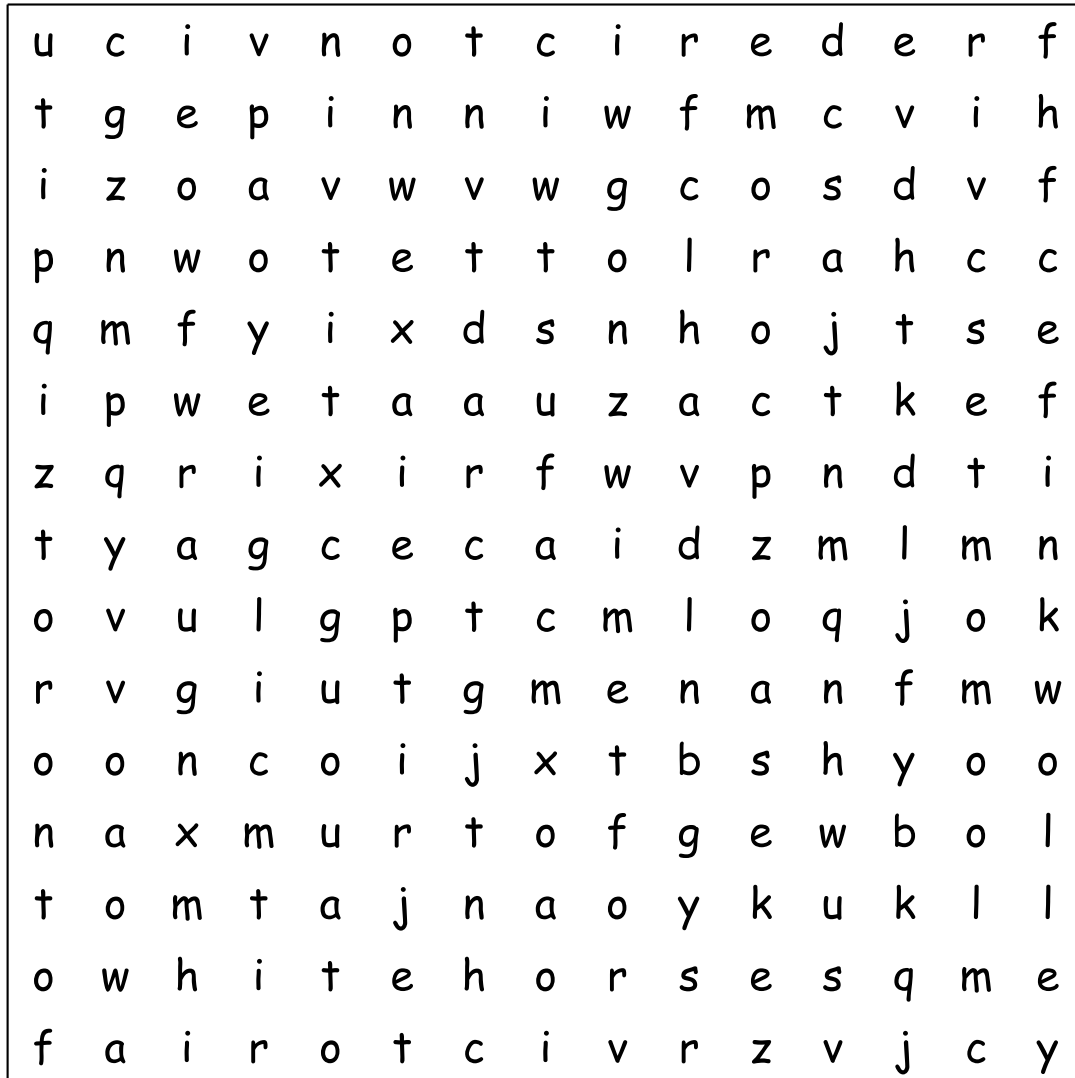 u c i v n o t c i r e d e r f
t g e p i n n i w f m c v i h
i z o a v w v w g c o s d v f
p n w o t e t t o l r a h c c
q m f y i x d s n h o j t s e
i p w e t a a u z a c t k e f
z q r i x i r f w v p n d t i
t y a g c e c a i d z m l m n
o v u l g p t c m l o q j o k
r v g i u t g m e n a n f m w
o o n c o i j x t b s h y o o
n a x m u r t o f g e w b o l
t o m t a j n a o y k u k l l
o w h i t e h o r s e s q m e
f a i r o t c i v r z v j c y